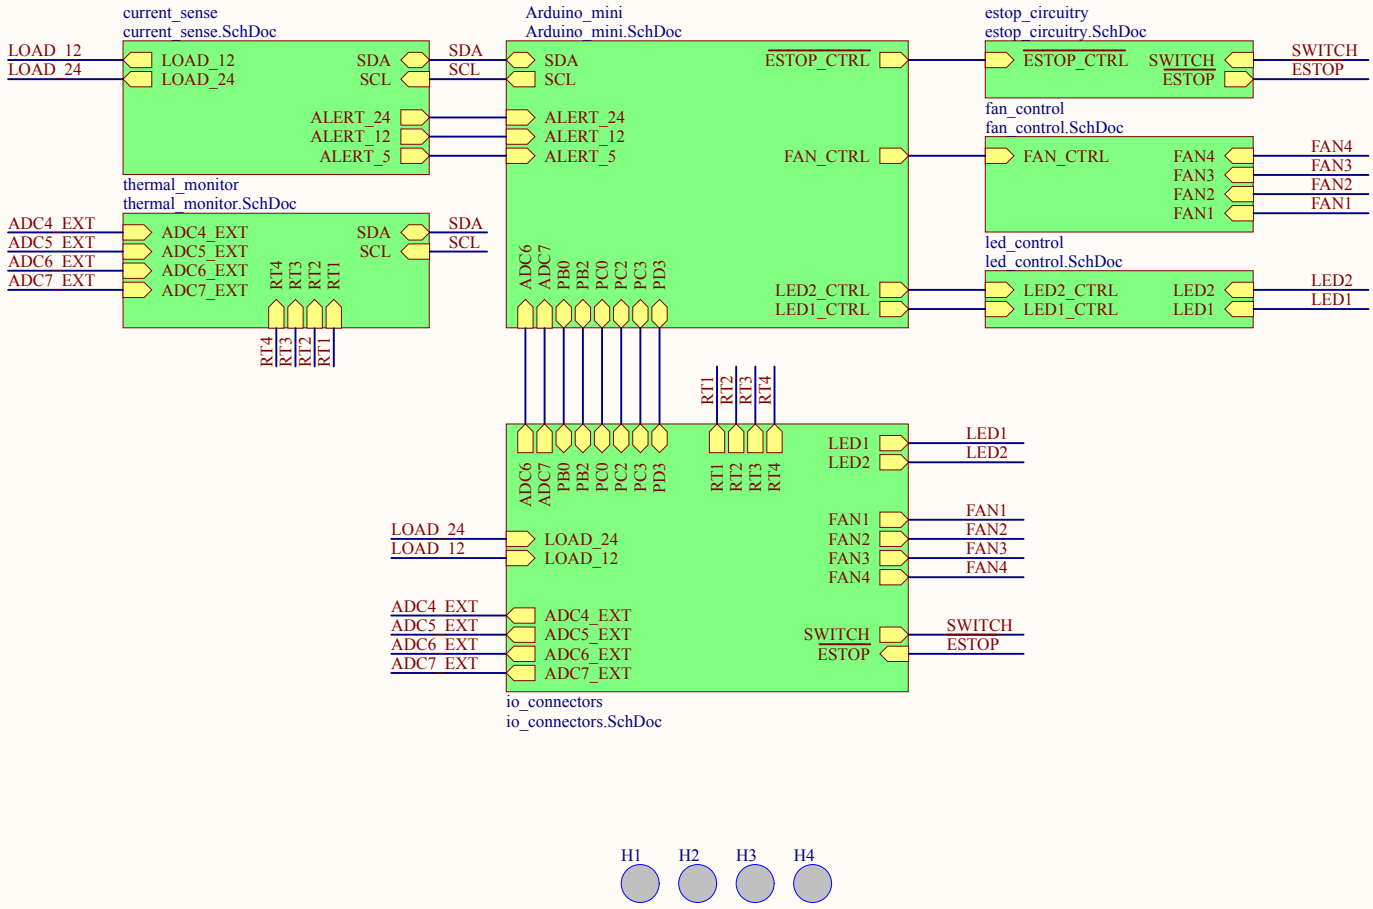 current_sense
current_sense.SchDoc
LOAD_12
LOAD_24
LOAD_12
LOAD_24
SDA
SCL
ALERT_24
ALERT_12
ALERT_5
SDA
SCL
Arduino_mini
Arduino_mini.SchDoc
SDA
SCL
ALERT_24
ALERT_12
ALERT_5
ESTOP_CTRL
FAN_CTRL
LED2_CTRL
LED1_CTRL
ADC6
ADC7
PB0
PB2
PC0
PC2
PC3
PD3
estop_circuitry
estop_circuitry.SchDoc
ESTOP_CTRL
SWITCH
ESTOP
SWITCH
ESTOP
fan_control
fan_control.SchDoc
FAN_CTRL
FAN4
FAN3
FAN2
FAN1
FAN4
FAN3
FAN2
FAN1
led_control
led_control.SchDoc
LED2_CTRL
LED1_CTRL
LED2
LED1
LED2
LED1
thermal_monitor
thermal_monitor.SchDoc
ADC4_EXT
ADC5_EXT
ADC6_EXT
ADC7_EXT
ADC4_EXT
ADC5_EXT
ADC6_EXT
ADC7_EXT
SDA
SCL
SDA
SCL
RT4
RT3
RT2
RT1
RT4
RT3
RT2
RT1
RT1
RT2
RT3
RT4
ADC6
ADC7
PB0
PB2
PC0
PC2
PC3
PD3
RT1
RT2
RT3
RT4
LED1
LED2
LED1
LED2
FAN1
FAN2
FAN3
FAN4
FAN1
FAN2
FAN3
FAN4
LOAD_24
LOAD_12
LOAD_24
LOAD_12
ADC4_EXT
ADC5_EXT
ADC6_EXT
ADC7_EXT
ADC4_EXT
ADC5_EXT
ADC6_EXT
ADC7_EXT
SWITCH
ESTOP
SWITCH
ESTOP
io_connectors
io_connectors.SchDoc
H1
H2
H3
H4